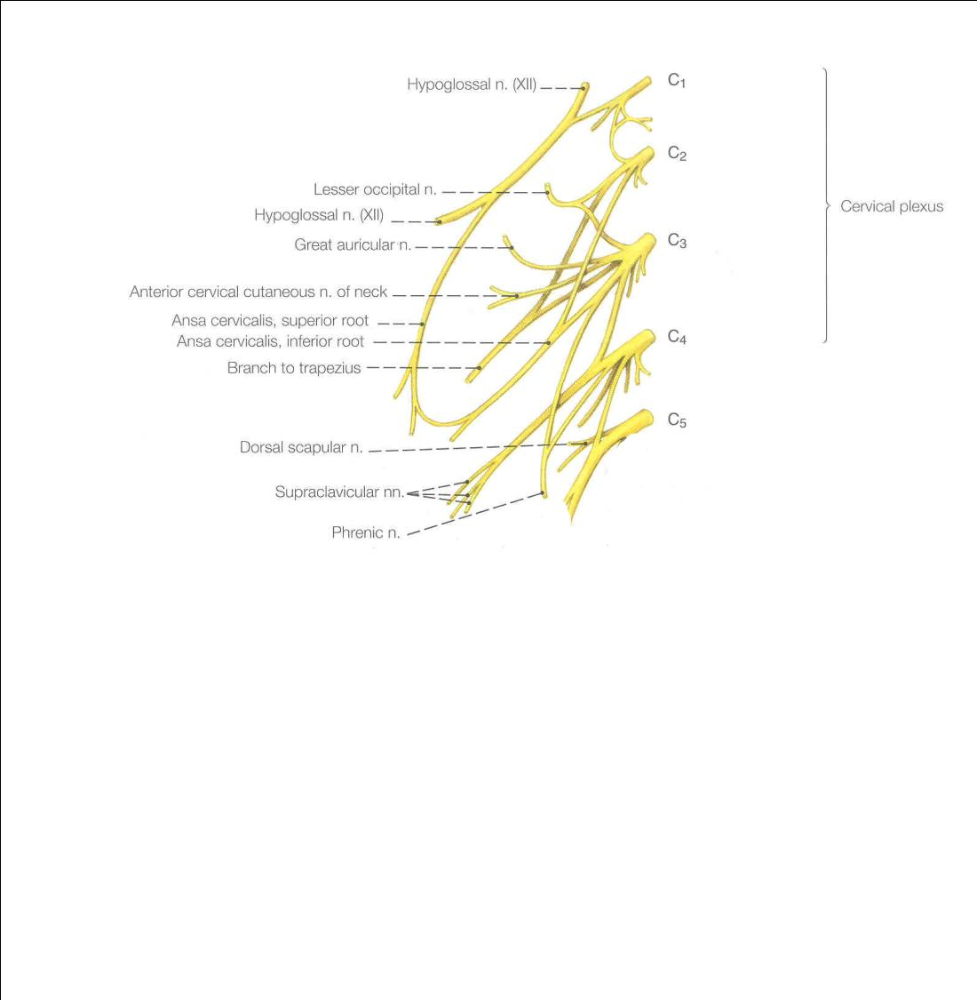 Hypoglossal n. (XII)
C1
C2
Lesser occipital n.
Cervical plexus
Hypoglossal n. (XII)
Great auricular n.
C3
Anterior cervical cutaneous n. of neck
Ansa cervicalis, superior root
Ansa cervicalis, inferior root
C4
Branch to trapezius
C5
Dorsal scapular n.
Supraclavicular nn.
Phrenic n.